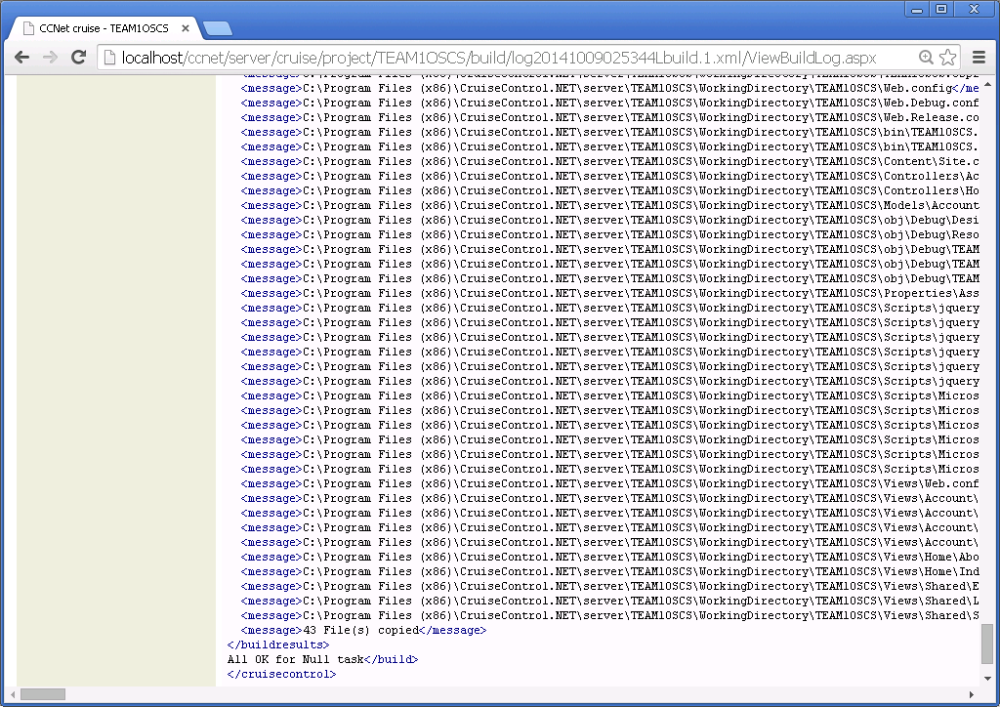 CCNet cruise - TEAM1OSCS
localhost/ccnet/server/cruise/project/TEAM1OSCS/build/log20141009025344Lbuild.1.xml/ViewBuildLog.aspx
<message>C:\Program Files (x86)\CruiseControl.NET\server\TEAM1OSCS\WorkingDirectory\TEAM1OSCS\Web.config</me
<message>C:\Program Files (x86)\CruiseControl.NET\server\TEAM1OSCS\WorkingDirectory\TEAM1OSCS\Web.Debug.conf
<message>C:\Program Files (x86)\CruiseControl.NET\server\TEAM1OSCS\WorkingDirectory\TEAM1OSCS\Web.Release.co
<message>C:\Program Files (x86)\CruiseControl.NET\server\TEAM1OSCS\WorkingDirectory\TEAM1OSCS\bin\TEAM1OSCS.
<message>C:\Program Files (x86)\CruiseControl.NET\server\TEAM1OSCS\WorkingDirectory\TEAM1OSCS\bin\TEAM1OSCS.
<message>C:\Program Files (x86)\CruiseControl.NET\server\TEAM1OSCS\WorkingDirectory\TEAM1OSCS\Content\Site.c
<message>C:\Program Files (x86)\CruiseControl.NET\server\TEAM1OSCS\WorkingDirectory\TEAM1OSCS\Controllers\Ac
<message>C:\Program Files (x86)\CruiseControl.NET\server\TEAM1OSCS\WorkingDirectory\TEAM1OSCS\Controllers\Ho
<message>C:\Program Files (x86)\CruiseControl.NET\server\TEAM1OSCS\WorkingDirectory\TEAM1OSCS\Models\Account
<message>C:\Program Files (x86)\CruiseControl.NET\server\TEAM1OSCS\WorkingDirectory\TEAM1OSCS\obj\Debug\Desi
<message>C:\Program Files (x86)\CruiseControl.NET\server\TEAM1OSCS\WorkingDirectory\TEAM1OSCS\obj\Debug\Reso
<message>C:\Program Files (x86)\CruiseControl.NET\server\TEAM1OSCS\WorkingDirectory\TEAM1OSCS\obj\Debug\TEAM
<message>C:\Program Files (x86)\CruiseControl.NET\server\TEAM1OSCS\WorkingDirectory\TEAM1OSCS\obj\Debug\TEAM
<message>C:\Program Files (x86)\CruiseControl.NET\server\TEAM1OSCS\WorkingDirectory\TEAM1OSCS\obj\Debug\TEAM
<message>C:\Program Files (x86)\CruiseControl.NET\server\TEAM1OSCS\WorkingDirectory\TEAM1OSCS\Properties\Ass
<message>C:\Program Files (x86)\CruiseControl.NET\server\TEAM1OSCS\WorkingDirectory\TEAM1OSCS\Scripts\jquery
<message>C:\Program Files (x86)\CruiseControl.NET\server\TEAM1OSCS\WorkingDirectory\TEAM1OSCS\Scripts\jquery
<message>C:\Program Files (x86)\CruiseControl.NET\server\TEAM1OSCS\WorkingDirectory\TEAM1OSCS\Scripts\jquery
<message>C:\Program Files (x86)\CruiseControl.NET\server\TEAM1OSCS\WorkingDirectory\TEAM1OSCS\Scripts\jquery
<message>C:\Program Files (x86)\CruiseControl.NET\server\TEAM1OSCS\WorkingDirectory\TEAM1OSCS\Scripts\jquery
<message>C:\Program Files (x86)\CruiseControl.NET\server\TEAM1OSCS\WorkingDirectory\TEAM1OSCS\Scripts\jquery
<message>C:\Program Files (x86)\CruiseControl.NET\server\TEAM1OSCS\WorkingDirectory\TEAM1OSCS\Scripts\Micros
<message>C:\Program Files (x86)\CruiseControl.NET\server\TEAM1OSCS\WorkingDirectory\TEAM1OSCS\Scripts\Micros
<message>C:\Program Files (x86)\CruiseControl.NET\server\TEAM1OSCS\WorkingDirectory\TEAM1OSCS\Scripts\Micros
<message>C:\Program Files (x86)\CruiseControl.NET\server\TEAM1OSCS\WorkingDirectory\TEAM1OSCS\Scripts\Micros
<message>C:\Program Files (x86)\CruiseControl.NET\server\TEAM1OSCS\WorkingDirectory\TEAM1OSCS\Scripts\Micros
<message>C:\Program Files (x86)\CruiseControl.NET\server\TEAM1OSCS\WorkingDirectory\TEAM1OSCS\Scripts\Micros
<message>C:\Program Files (x86)\CruiseControl.NET\server\TEAM1OSCS\WorkingDirectory\TEAM1OSCS\Views\Web.conf
<message>C:\Program Files (x86)\CruiseControl.NET\server\TEAM1OSCS\WorkingDirectory\TEAM1OSCS\Views\Account\
<message>C:\Program Files (x86)\CruiseControl.NET\server\TEAM1OSCS\WorkingDirectory\TEAM1OSCS\Views\Account\
<message>C:\Program Files (x86)\CruiseControl.NET\server\TEAM1OSCS\WorkingDirectory\TEAM1OSCS\Views\Account\
<message>C:\Program Files (x86)\CruiseControl.NET\server\TEAM1OSCS\WorkingDirectory\TEAM1OSCS\Views\Account\
<message>C:\Program Files (x86)\CruiseControl.NET\server\TEAM1OSCS\WorkingDirectory\TEAM1OSCS\Views\Home\Abo
<message>C:\Program Files (x86)\CruiseControl.NET\server\TEAM1OSCS\WorkingDirectory\TEAM1OSCS\Views\Home\Ind
<message>C:\Program Files (x86)\CruiseControl.NET\server\TEAM1OSCS\WorkingDirectory\TEAM1OSCS\Views\Shared\E
<message>C:\Program Files (x86)\CruiseControl.NET\server\TEAM1OSCS\WorkingDirectory\TEAM1OSCS\Views\Shared\L
<message>C:\Program Files (x86)\CruiseControl.NET\server\TEAM1OSCS\WorkingDirectory\TEAM1OSCS\Views\Shared\S
<message>43 File(s) copied</message>
</buildresults>
All OK for Null task</build>
</cruisecontrol>